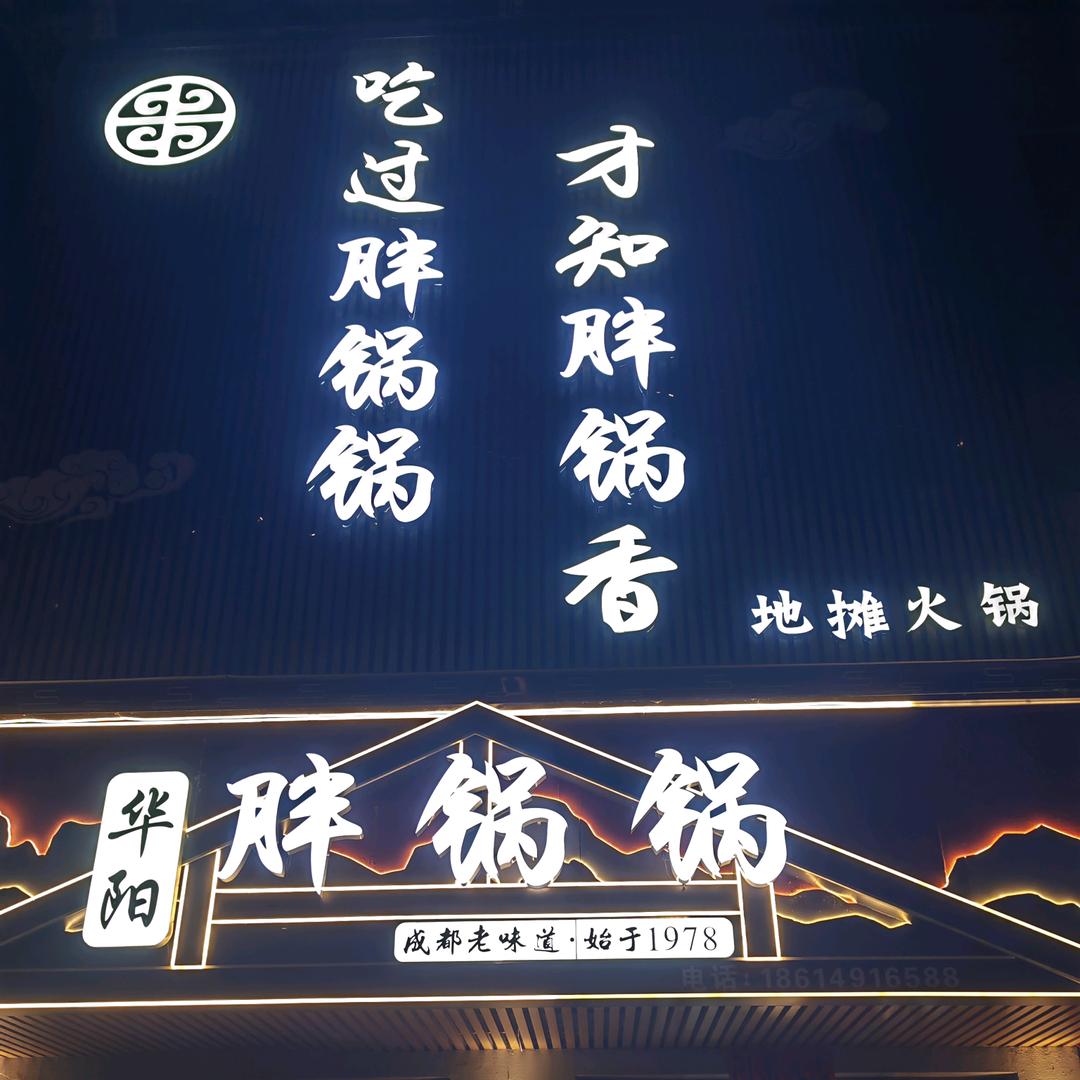 吃过胖锅锅
才知胖锅香
地摊火锅
华阳
胖锅锅
成都老味道·始于1978
电话:18614916588